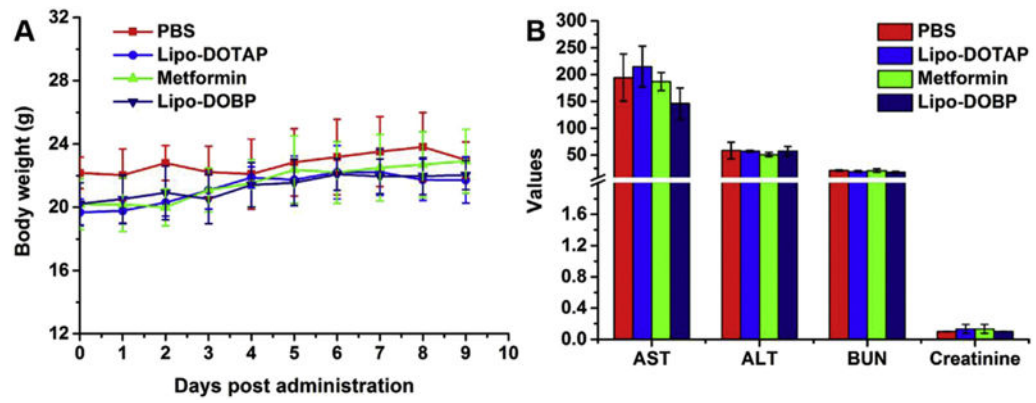 A
PBS
Lipo-DOTAP
Metformin
Lipo-DOBP
32
28
24
20
16
12
Body weight (g)
0 1 2 3 4 5 6 7 8 9 10
Days post administration
B
PBS
Lipo-DOTAP
Metformin
Lipo-DOBP
300
250
200
150
100
50
1.6
1.2
0.8
0.4
0.0
Values
AST ALT BUN Creatinine